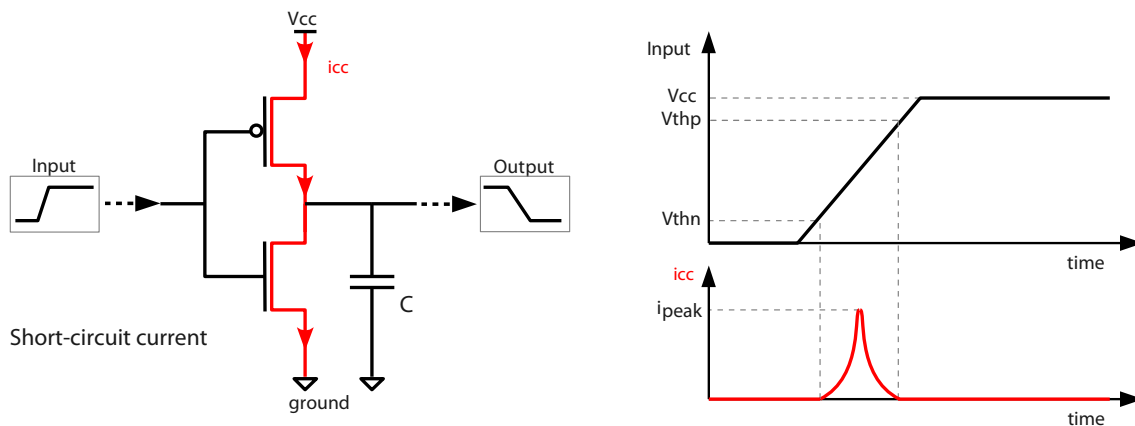 Vcc
icc
Input
Output
C
Short-circuit current
ground
Input
Vcc
Vthp
Vthn
time
icc
ipeak
time